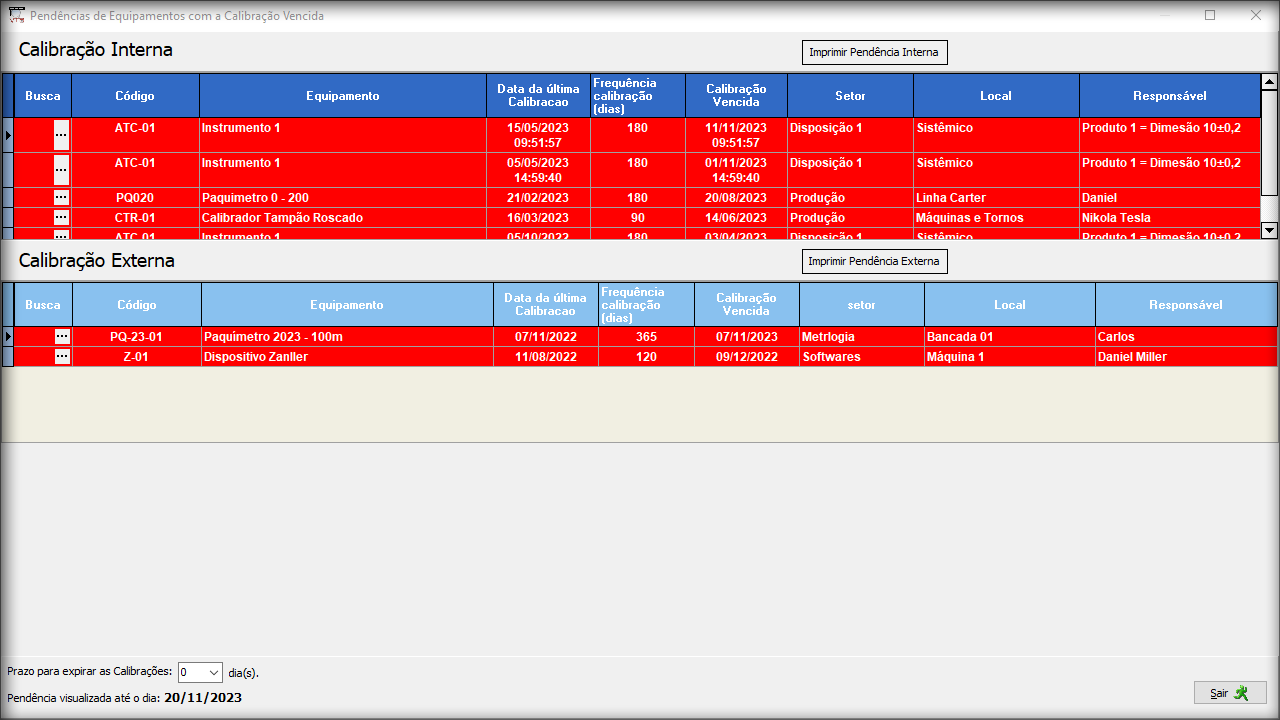 Pendências de Equipamentos com a Calibração Vencida
Calibração Interna
Imprimir Pendência Interna
Busca Código Equipamento Data da última Calibracao Frequência calibração (dias) Calibração Vencida Setor Local Responsável
... ATC-01 Instrumento 1 15/05/2023 09:51:57 180 11/11/2023 09:51:57 Disposição 1 Sistêmico Produto 1 = Dimesão 10±0,2
... ATC-01 Instrumento 1 05/05/2023 14:59:40 180 01/11/2023 14:59:40 Disposição 1 Sistêmico Produto 1 = Dimesão 10±0,2
... PQ020 Paquimetro 0 - 200 21/02/2023 180 20/08/2023 Produção Linha Carter Daniel
... CTR-01 Calibrador Tampão Roscado 16/03/2023 90 14/06/2023 Produção Máquinas e Tornos Nikola Tesla
... ATC-01 Instrumento 1 05/10/2022 180 03/04/2023 Disposição 1 Sistêmico Produto 1 = Dimesão 10±0,2
Calibração Externa
Imprimir Pendência Externa
Busca Código Equipamento Data da última Calibracao Frequência calibração (dias) Calibração Vencida setor Local Responsável
... PQ-23-01 Paquímetro 2023 - 100m 07/11/2022 365 07/11/2023 Metrlogia Bancada 01 Carlos
... Z-01 Dispositivo Zanller 11/08/2022 120 09/12/2022 Softwares Máquina 1 Daniel Miller
Prazo para expirar as Calibrações: 0 dia(s).
Pendência visualizada até o dia: 20/11/2023
Sair